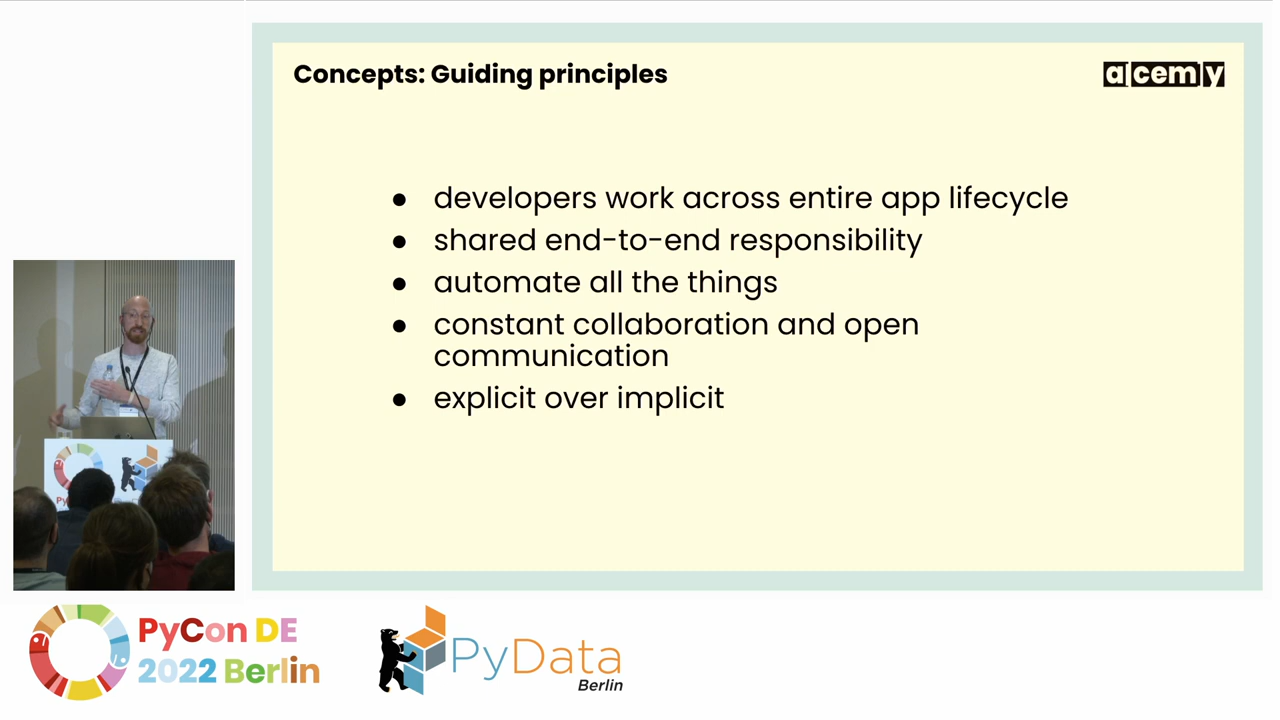 Concepts: Guiding principles
a|cem|y
● developers work across entire app lifecycle
● shared end-to-end responsibility
● automate all the things
● constant collaboration and open
communication
● explicit over implicit
PyCon DE
2022 Berlin
PyData
Berlin